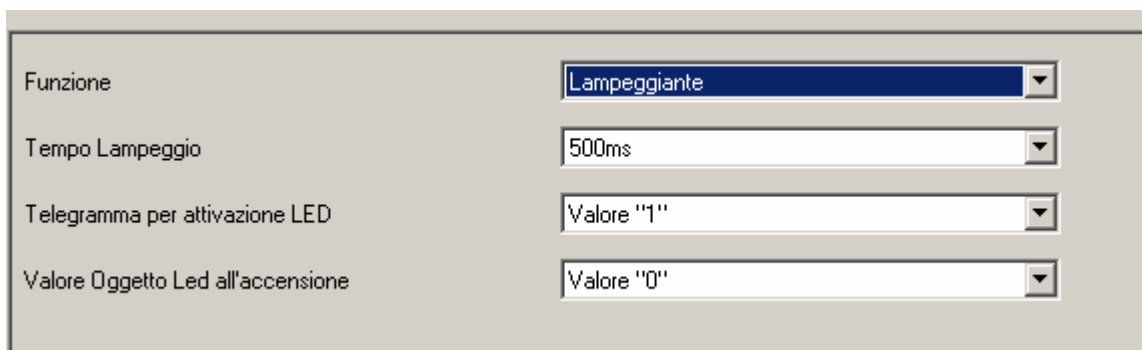 Funzione Lampeggiante
Tempo Lampeggio 500ms
Telegramma per attivazione LED Valore "1"
Valore Oggetto Led all'accensione Valore "0"